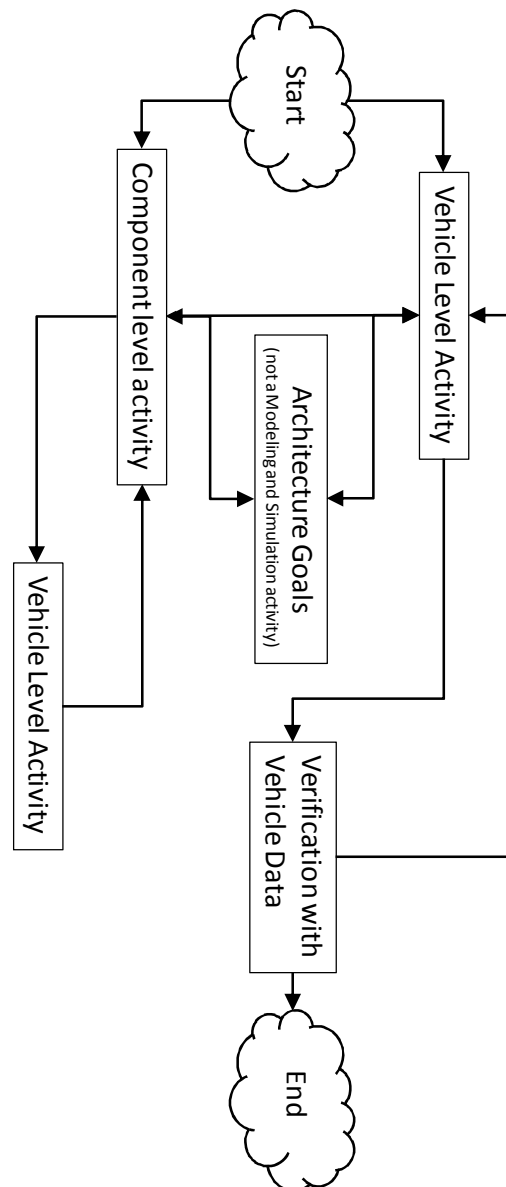 Start
Vehicle Level Activity
Component level activity
Architecture Goals
(not a Modeling and Simulation activity)
Vehicle Level Activity
Verification with
Vehicle Data
End